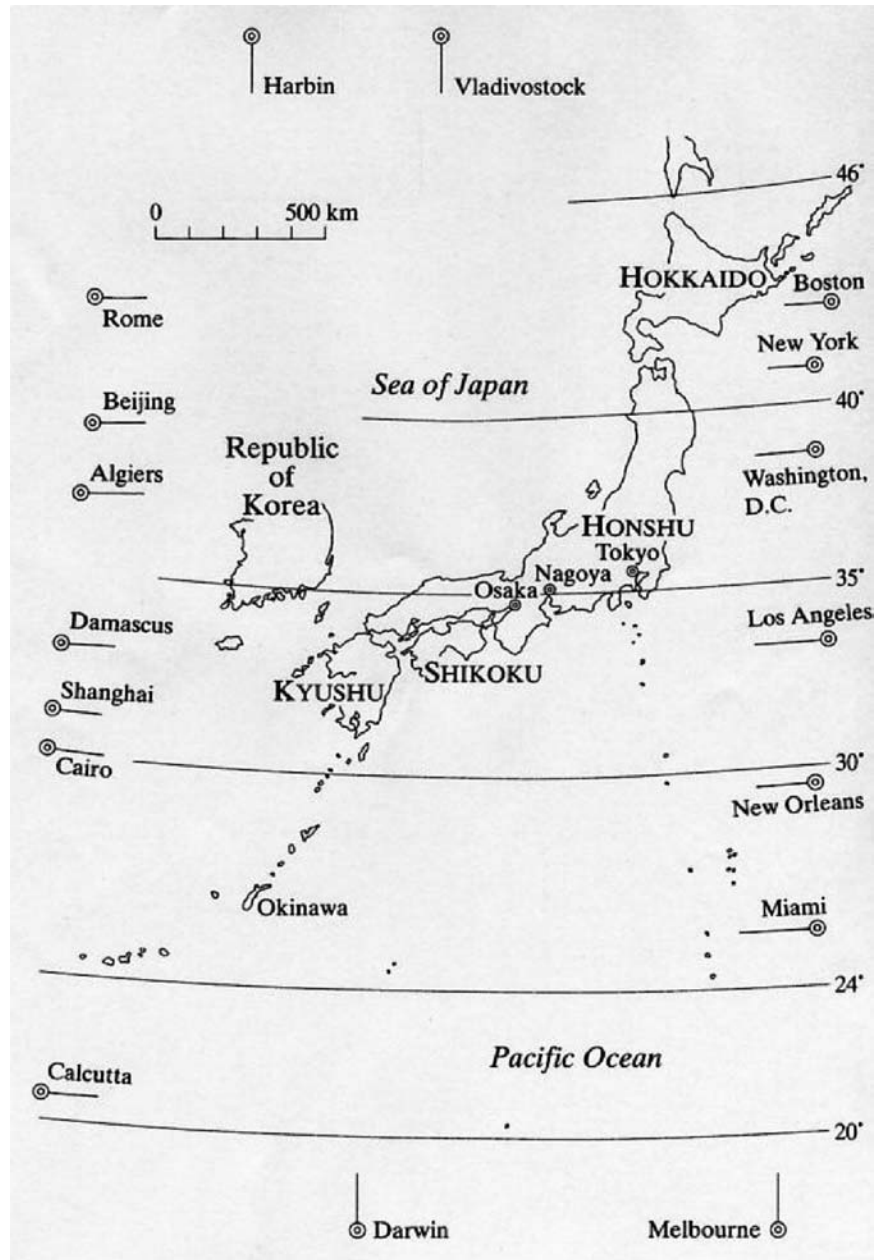 Harbin
Vladivostock
46°
0 500 km
HOKKAIDO
Boston
Rome
New York
Sea of Japan
40°
Beijing
Republic
of
Korea
Algiers
Washington,
D.C.
HONSHU
Tokyo
Nagoya
35°
Osaka
Los Angeles
Damascus
SHIKOKU
Shanghai
KYUSHU
30°
Cairo
New Orleans
Okinawa
Miami
24°
Pacific Ocean
Calcutta
20°
Darwin
Melbourne